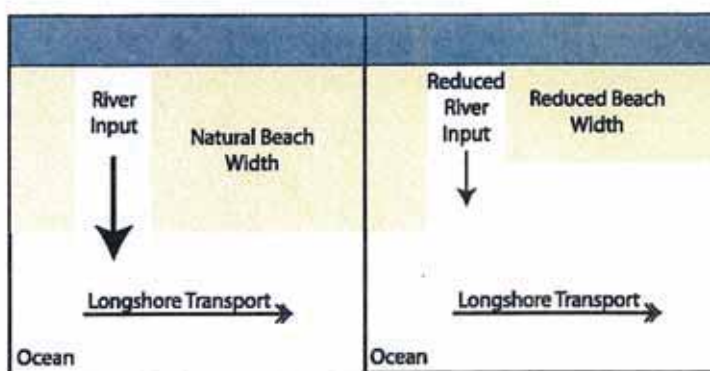 River
Input
Natural Beach
Width
Longshore Transport
Ocean
Reduced
River
Input
Reduced Beach
Width
Longshore Transport
Ocean